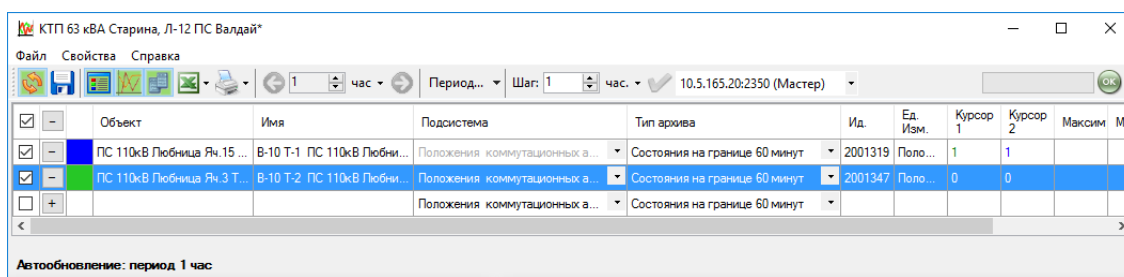 КТП 63 кВА Старина, Л-12 ПС Валдай*
Файл Свойства Справка
1 час Период... Шаг: 1 час. 10.5.165.20:2350 (Мастер) OK
Объект Имя Подсистема Тип архива Ид. Ед. Изм. Курсор 1 Курсор 2 Максим М
ПС 110кВ Любница Яч.15 ... В-10 Т-1 ПС 110кВ Любни... Положения коммутационных а... Состояния на границе 60 минут 2001319 Поло... 1 1
ПС 110кВ Любница Яч.3 Т... В-10 Т-2 ПС 110кВ Любни... Положения коммутационных а... Состояния на границе 60 минут 2001347 Поло... 0 0
Положения коммутационных а... Состояния на границе 60 минут
Автообновление: период 1 час